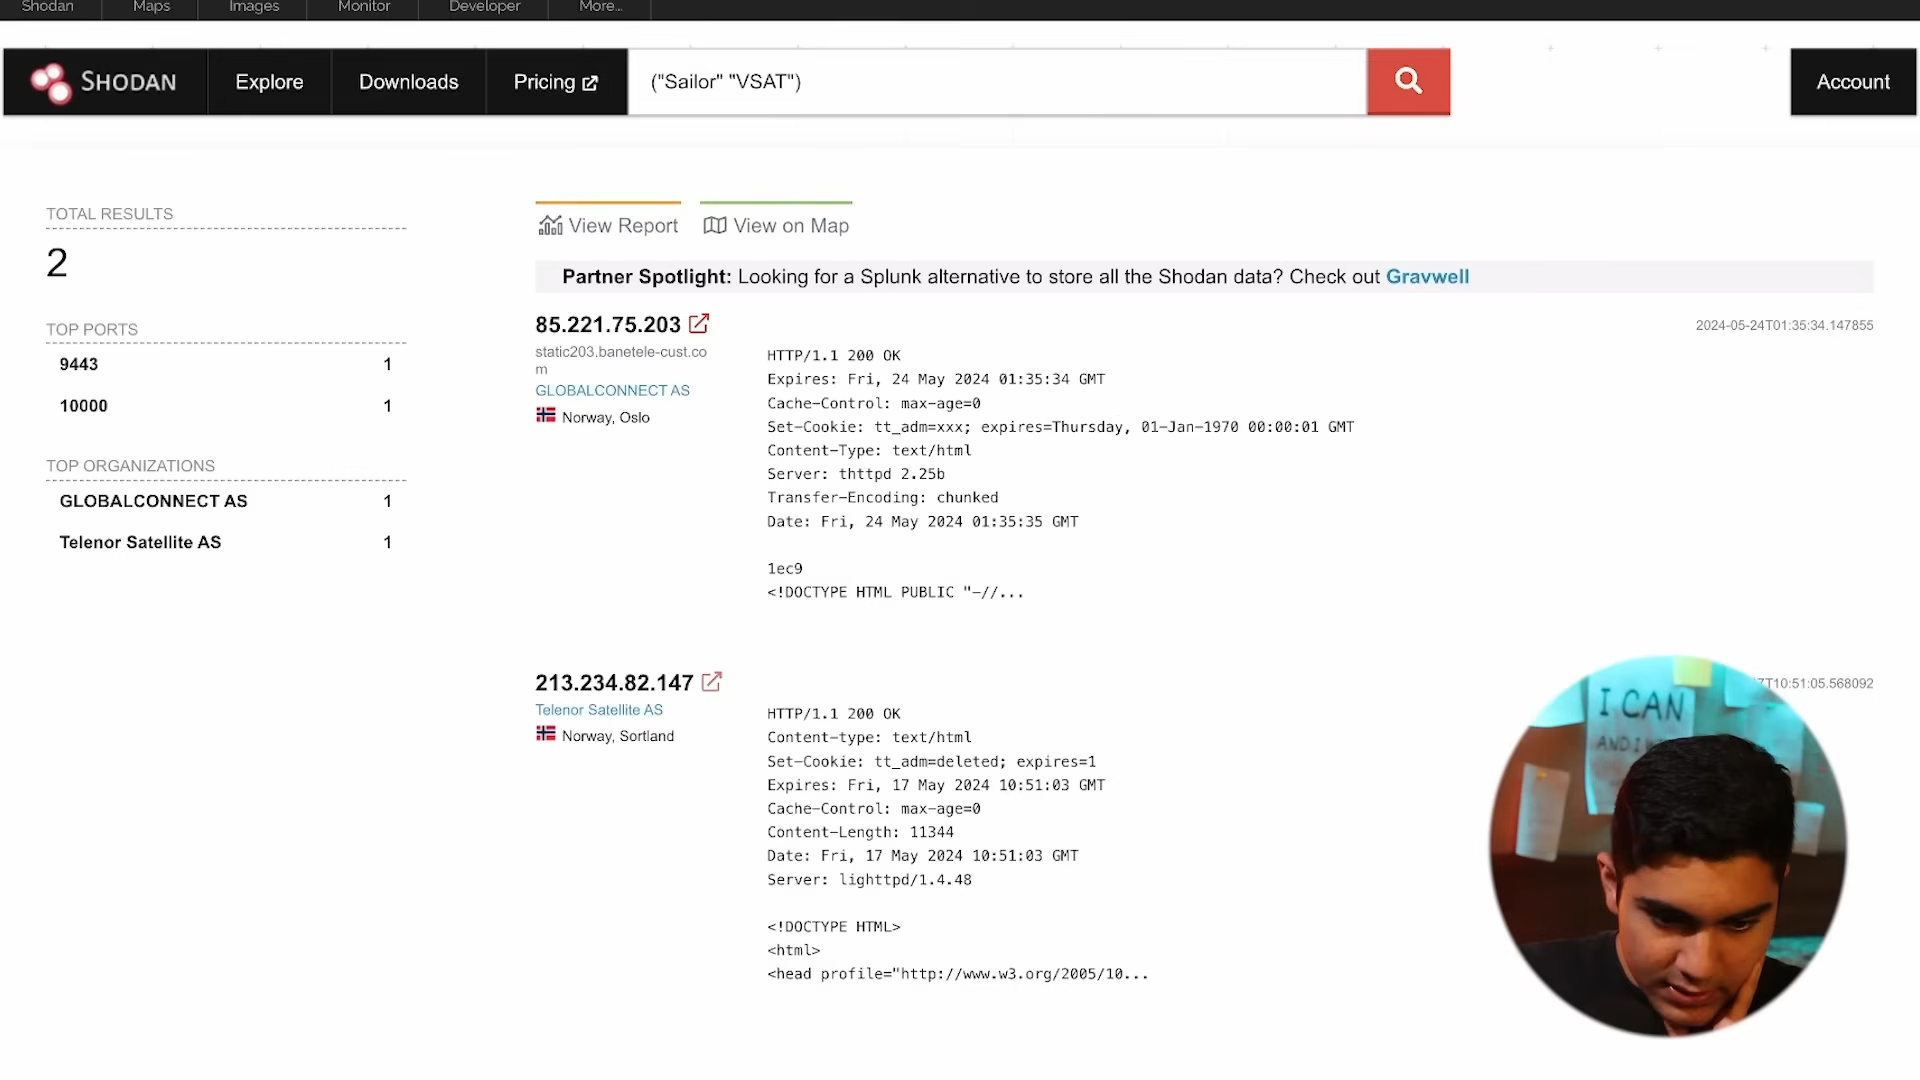 Shodan
Maps
Images
Monitor
Developer
More...
SHODAN
Explore
Downloads
Pricing
("Sailor" "VSAT")
Account
TOTAL RESULTS
2
TOP PORTS
9443 1
10000 1
TOP ORGANIZATIONS
GLOBALCONNECT AS 1
Telenor Satellite AS 1
View Report
View on Map
Partner Spotlight: Looking for a Splunk alternative to store all the Shodan data? Check out Gravwell
85.221.75.203
2024-05-24T01:35:34.147855
static203.banetele-cust.co
m
GLOBALCONNECT AS
Norway, Oslo
HTTP/1.1 200 OK
Expires: Fri, 24 May 2024 01:35:34 GMT
Cache-Control: max-age=0
Set-Cookie: tt_adm=xxx; expires=Thursday, 01-Jan-1970 00:00:01 GMT
Content-Type: text/html
Server: thttpd 2.25b
Transfer-Encoding: chunked
Date: Fri, 24 May 2024 01:35:35 GMT
1ec9
<!DOCTYPE HTML PUBLIC "-//...
213.234.82.147
7T10:51:05.568092
Telenor Satellite AS
Norway, Sortland
HTTP/1.1 200 OK
Content-type: text/html
Set-Cookie: tt_adm=deleted; expires=1
Expires: Fri, 17 May 2024 10:51:03 GMT
Cache-Control: max-age=0
Content-Length: 11344
Date: Fri, 17 May 2024 10:51:03 GMT
Server: lighttpd/1.4.48
<!DOCTYPE HTML>
<html>
<head profile="http://www.w3.org/2005/10...
I CAN
AND I